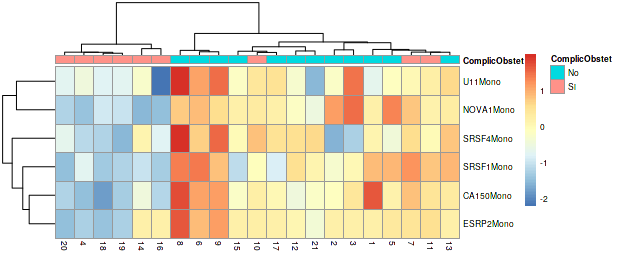 ComplicObstet
ComplicObstet
No
SI
U11Mono
NOVA1Mono
SRSF4Mono
SRSF1Mono
CA150Mono
ESRP2Mono
1
0
-1
-2
20 4 18 19 14 16 8 6 9 15 10 17 12 21 2 3 1 5 7 11 13